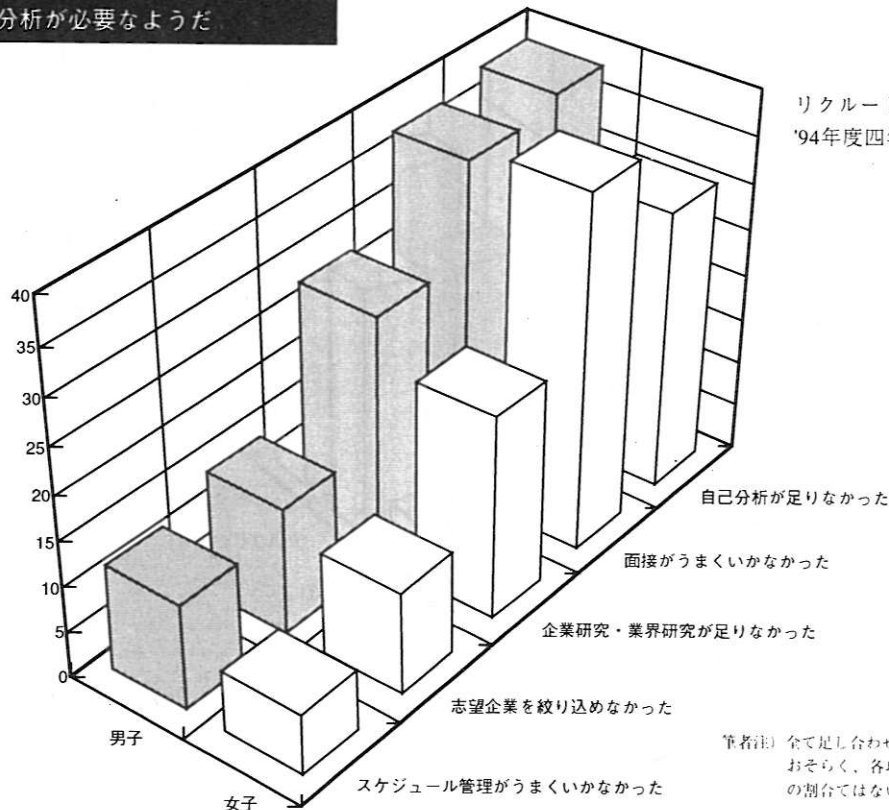 分析が必要なようだ
リクルー
'94年度四
40
35
30
25
20
15
10
5
0
自己分析が足りなかった
面接がうまくいかなかった
企業研究・業界研究が足りなかった
志望企業を絞り込めなかった
スケジュール管理がうまくいかなかった
男子
女子
筆者注) 全て足し合わせ
おそらく、各
の割合ではない